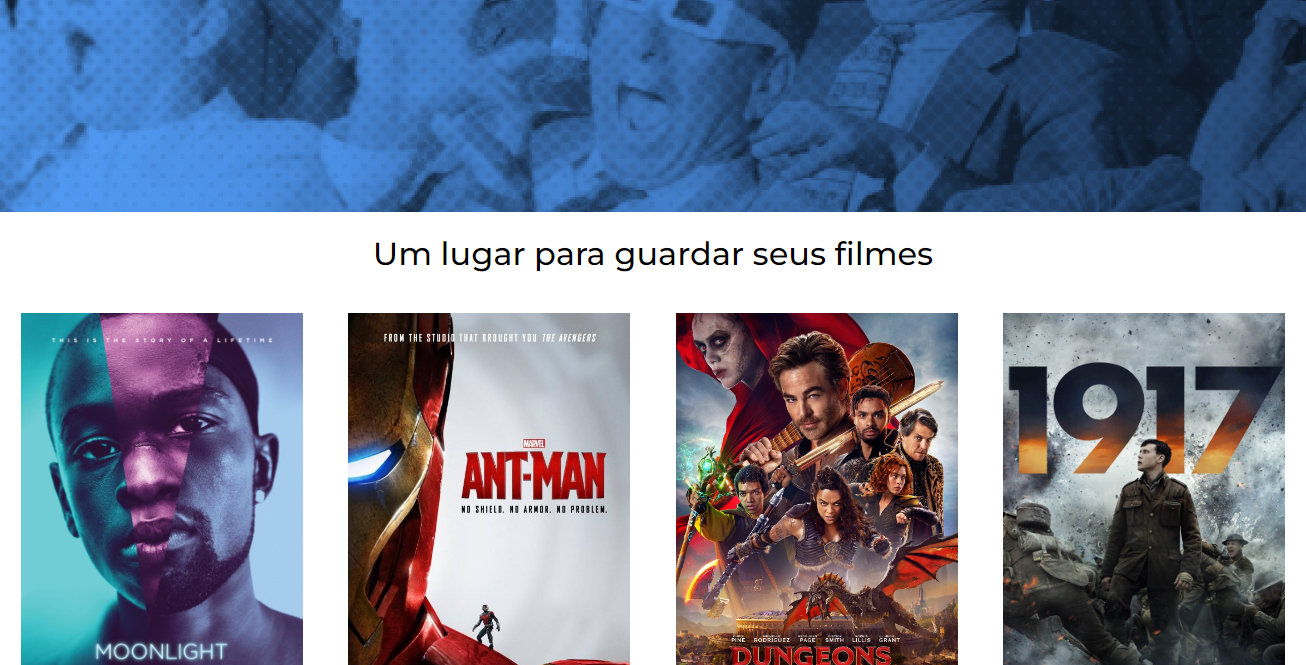 Um lugar para guardar seus filmes
THIS IS THE STORY OF A LIFETIME
MOONLIGHT
FROM THE STUDIO THAT BROUGHT YOU THE AVENGERS
MARVEL
ANT-MAN
NO SHIELD. NO ARMOR. NO PROBLEM.
PINE RODRIGUEZ PAGE SMITH LILLIS GRANT
DUNGEONS
1917